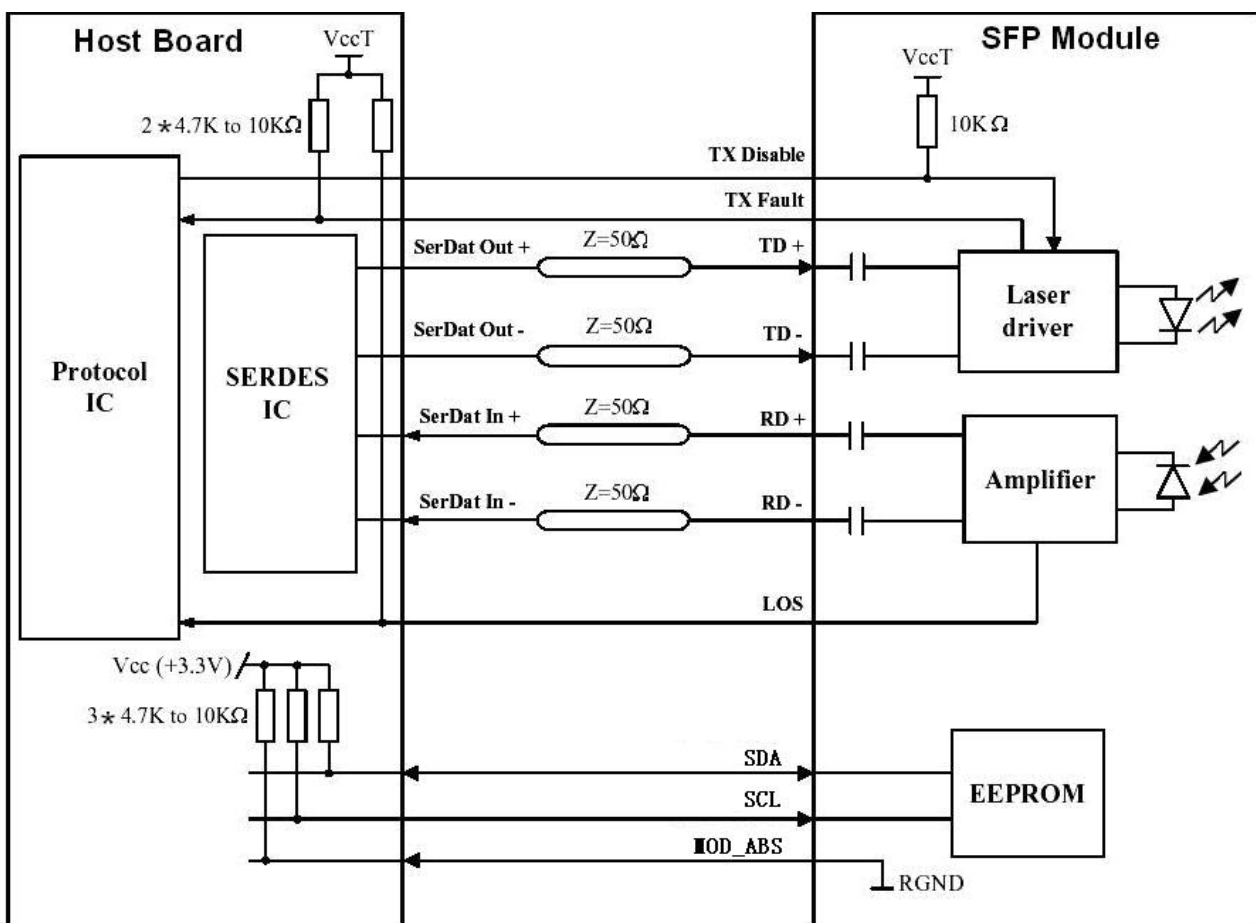 Host Board
SFP Module
VccT
VccT
2*4.7K to 10KΩ
10KΩ
TX Disable
TX Fault
SerDat Out +
Z=50Ω
TD +
SerDat Out -
Z=50Ω
TD -
Laser
driver
Protocol
IC
SERDES
IC
SerDat In +
Z=50Ω
RD +
SerDat In -
Z=50Ω
RD -
Amplifier
LOS
Vcc (+3.3V)
3*4.7K to 10KΩ
SDA
SCL
MOD_ABS
EEPROM
RGND